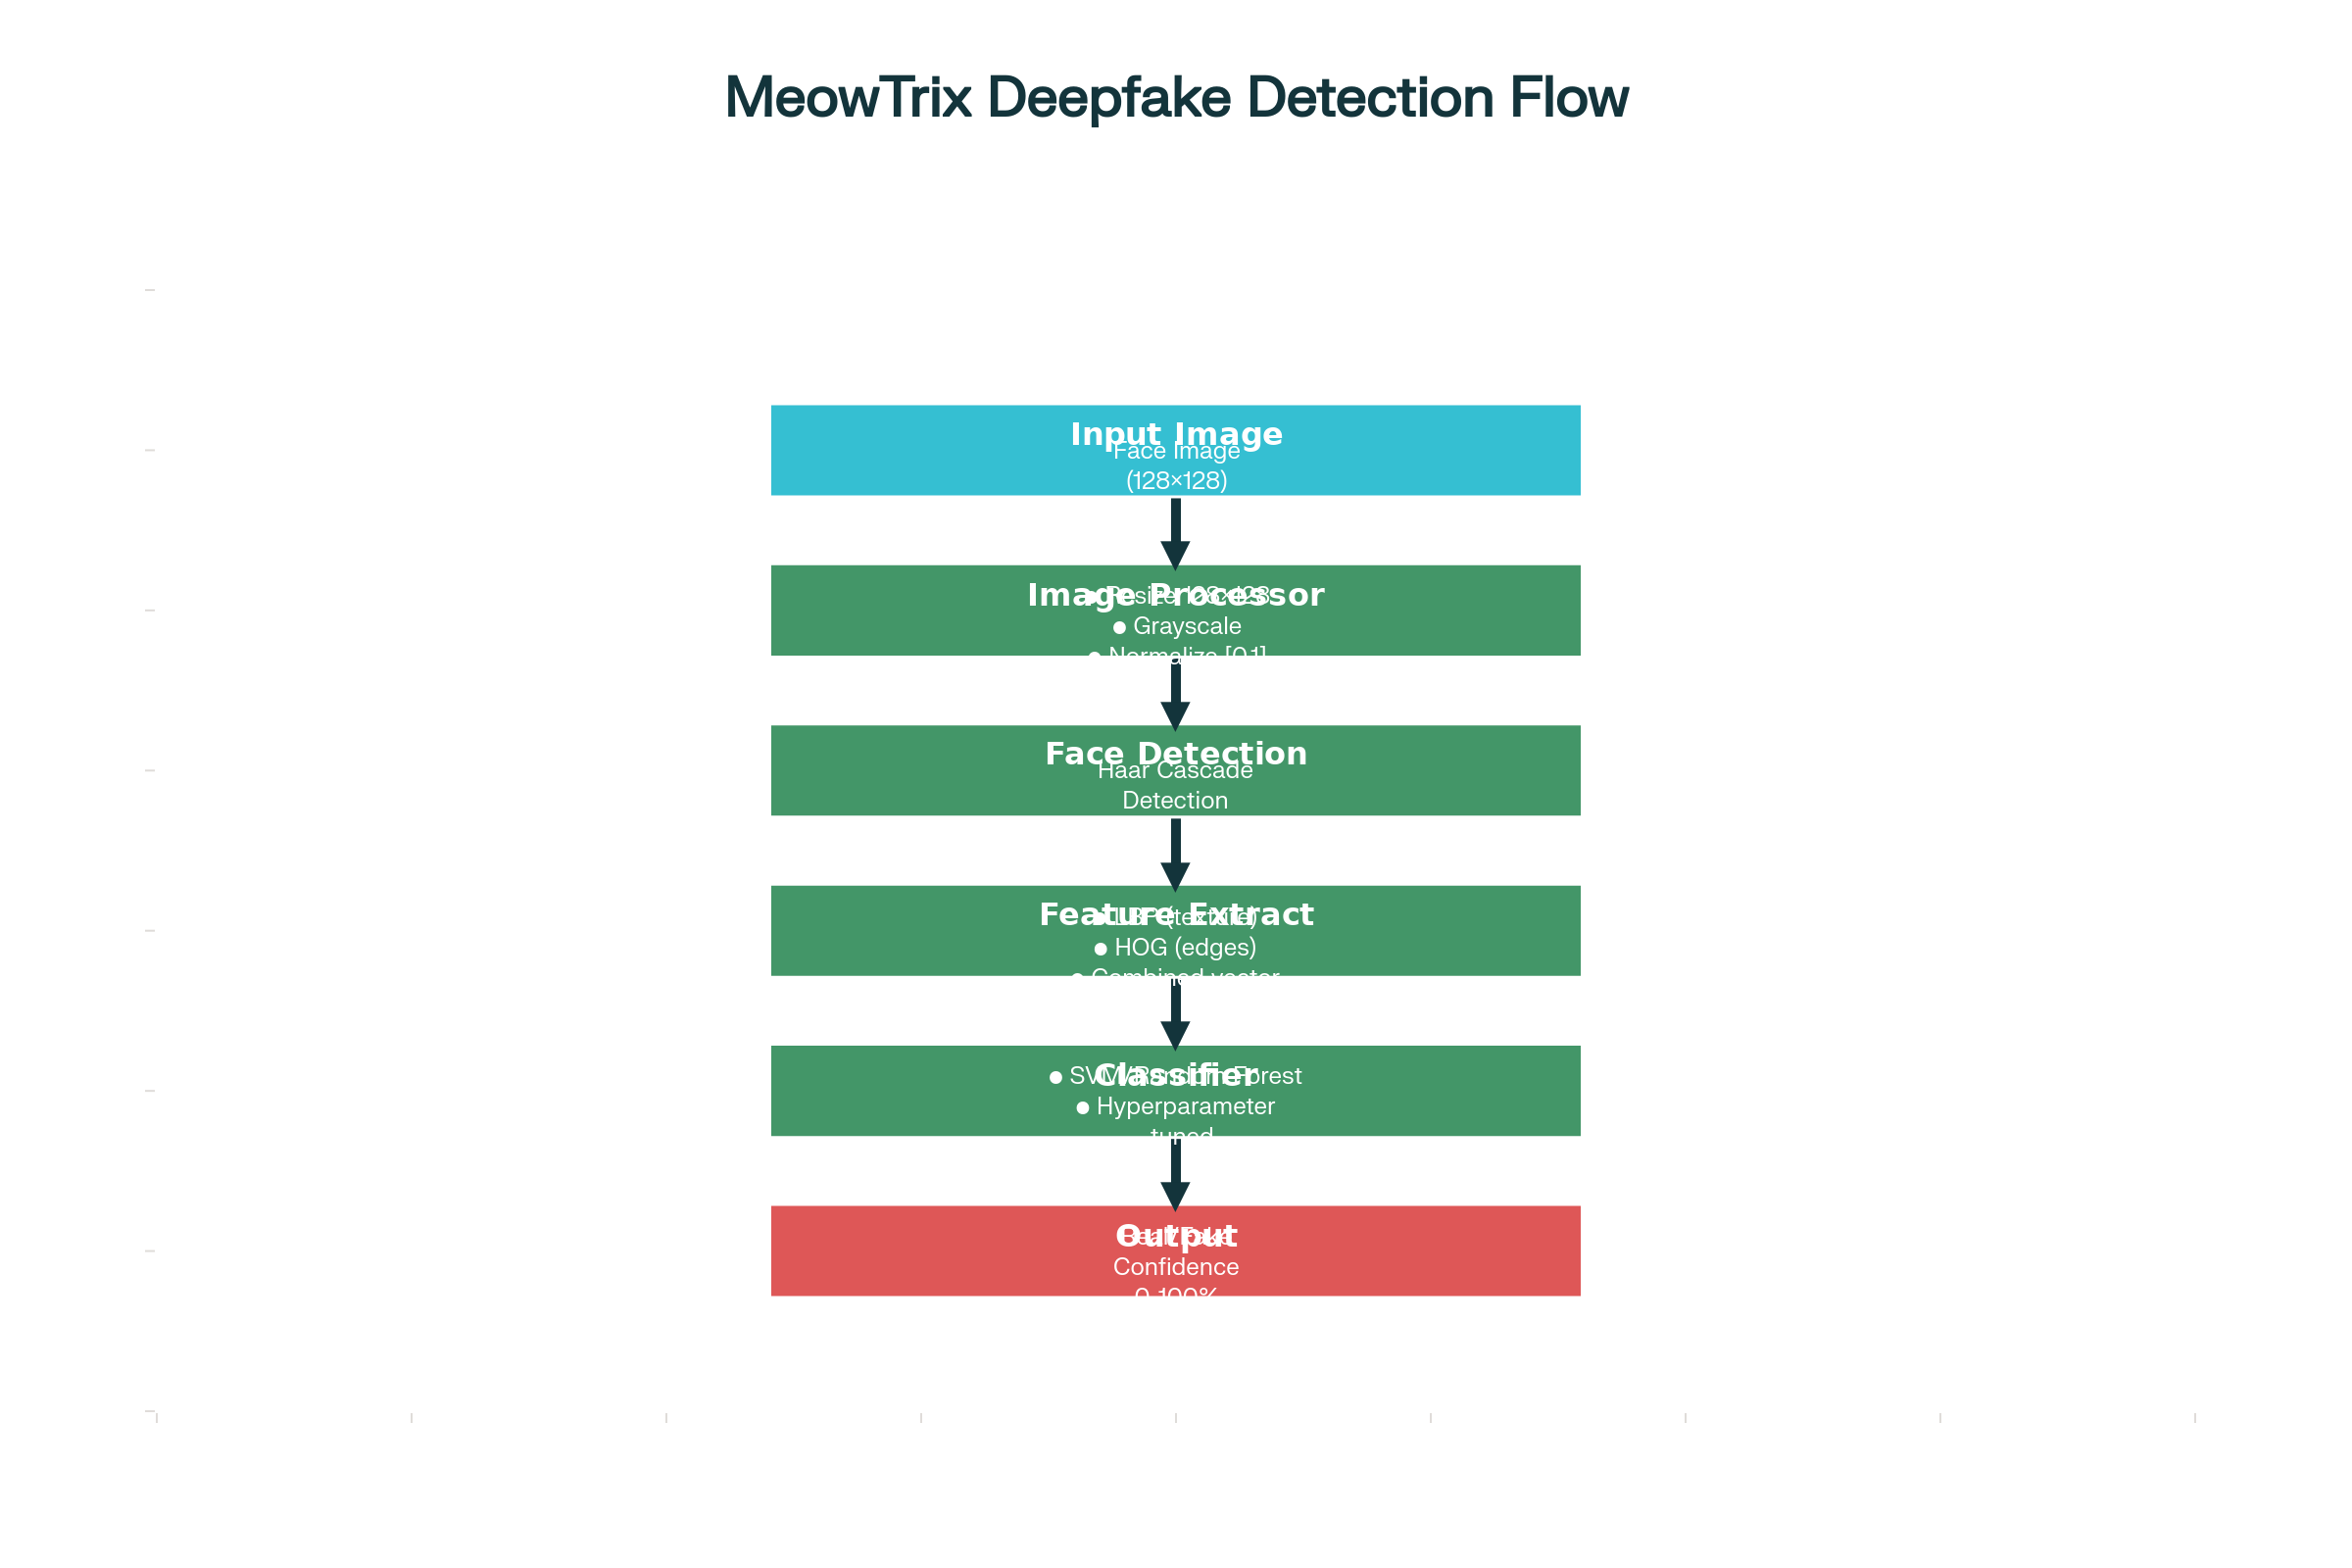 MeowTrix Deepfake Detection Flow
Input Image
Face Image
(128×128)
Image Processor
● Resize 128×128
● Grayscale
● Normalize [0,1]
Face Detection
Haar Cascade
Detection
Feature Extract
● LBP (texture)
● HOG (edges)
● Combined vector
Classifier
● SVM/Random Forest
● Hyperparameter
tuned
Output
Real/Fake
Confidence
0-100%